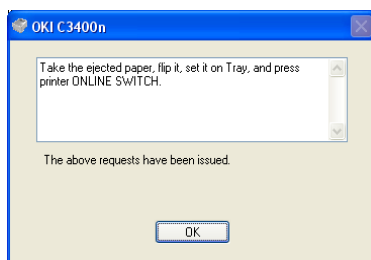 OKI C3400n
Take the ejected paper, flip it, set it on Tray, and press
printer ONLINE SWITCH.
The above requests have been issued.
OK